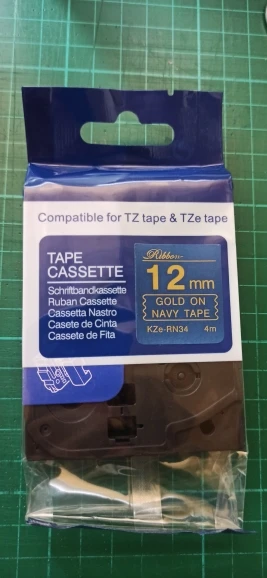 Compatible for TZ tape & TZe tape
TAPE
CASSETTE
Schriftbandkassette
Ruban Cassette
Cassetta Nastro
Casete de Cinta
Cassete de Fita
Ribbon
12 mm
GOLD ON
NAVY TAPE
KZe-RN34 4m